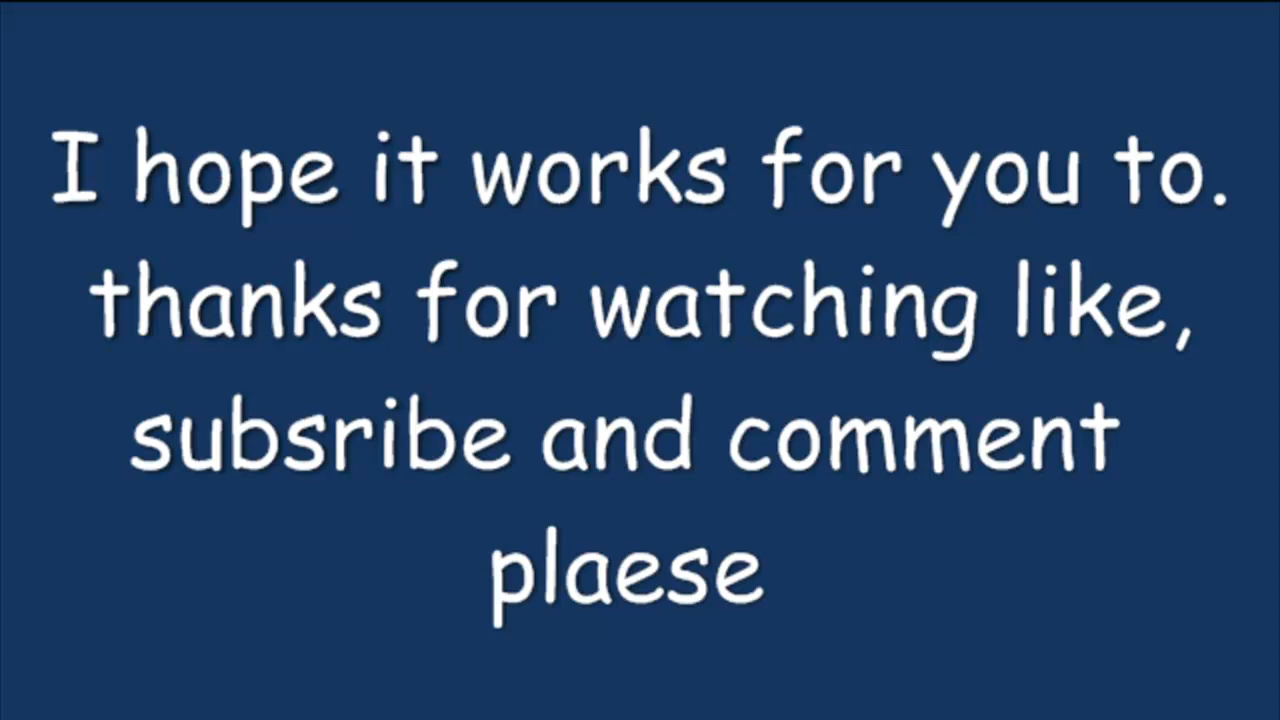 I hope it works for you to.
thanks for watching like,
subsribe and comment
plaese